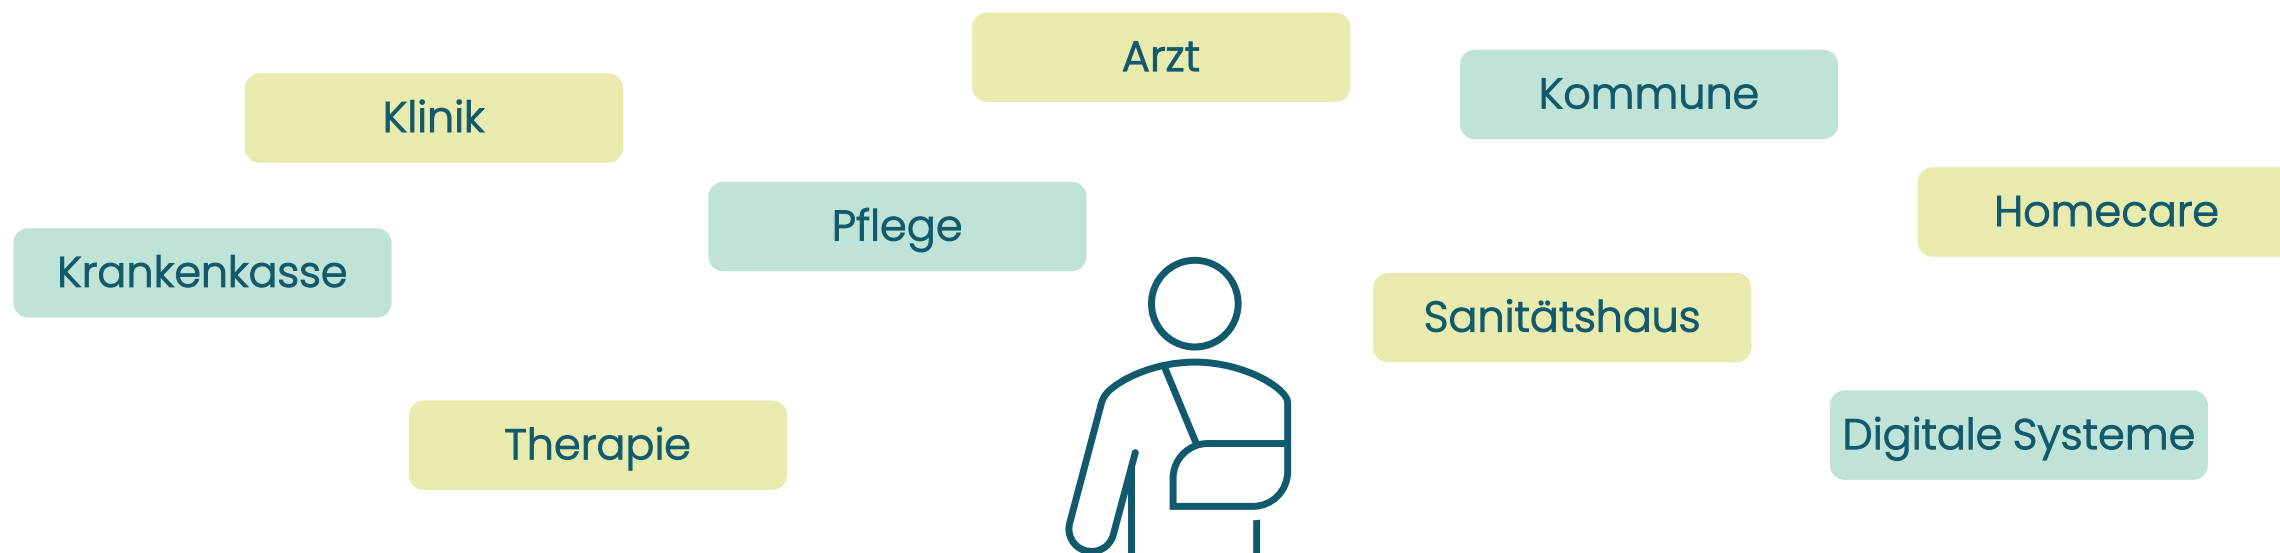 Arzt
Kommune
Klinik
Homecare
Pflege
Krankenkasse
Sanitätshaus
Digitale Systeme
Therapie